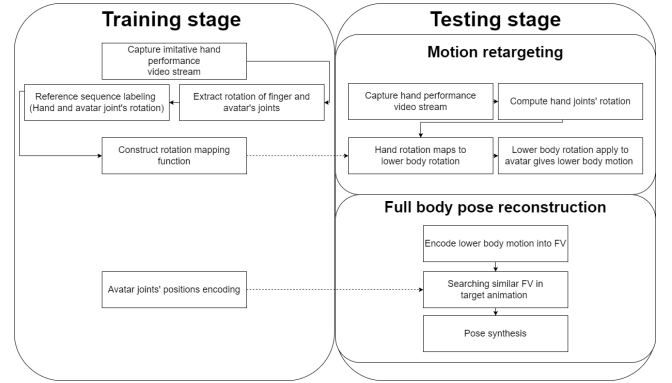 Training stage
Capture imitative hand
performance
video stream
Reference sequence labeling
(Hand and avatar joint's rotation)
Extract rotation of finger and
avatar's joints
Construct rotation mapping
function
Avatar joints' positions encoding
Testing stage
Motion retargeting
Capture hand performance
video stream
Compute hand joints' rotation
Hand rotation maps to
lower body rotation
Lower body rotation apply to
avatar gives lower body motion
Full body pose reconstruction
Encode lower body motion into FV
Searching similar FV in
target animation
Pose synthesis